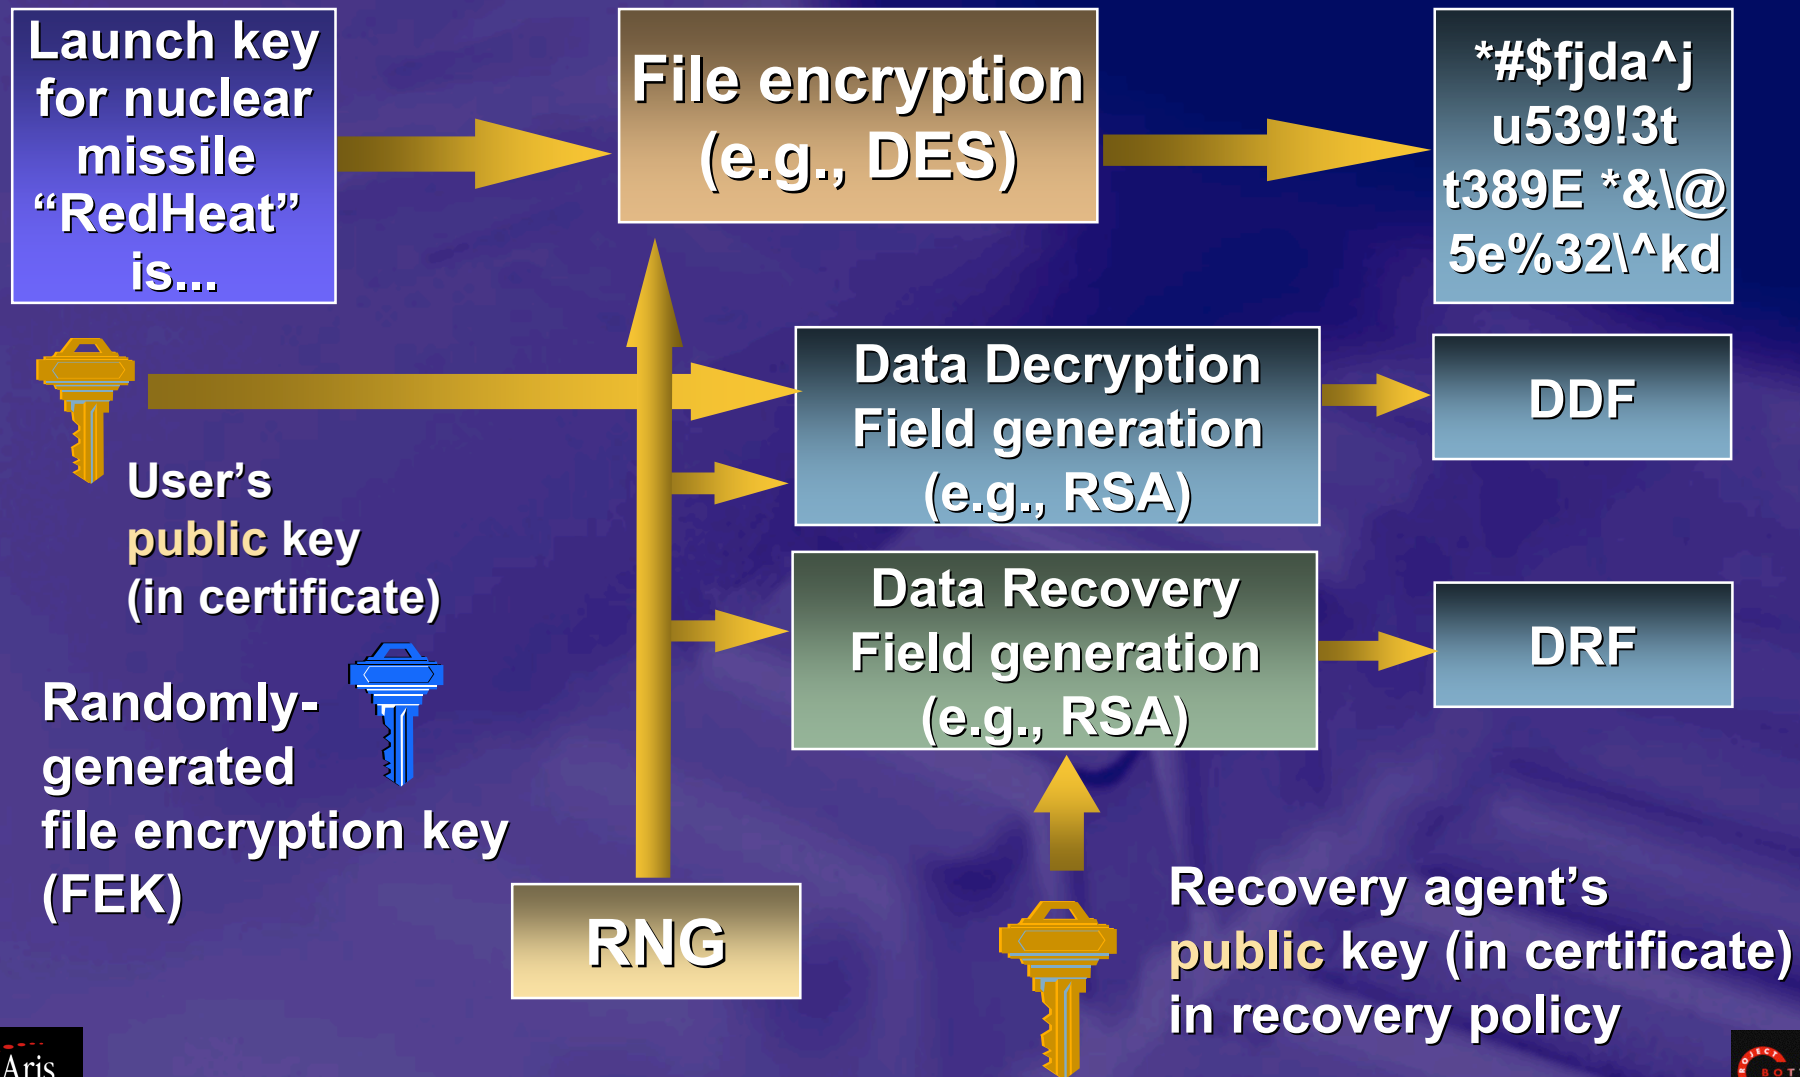 Launch key
for nuclear
missile
“RedHeat”
is...
File encryption
(e.g., DES)
*#$fjda^j
u539!3t
t389E *&\@
5e%32\^kd
Data Decryption
Field generation
(e.g., RSA)
DDF
User’s
public key
(in certificate)
Data Recovery
Field generation
(e.g., RSA)
DRF
Randomly-
generated
file encryption key
(FEK)
RNG
Recovery agent’s
public key (in certificate)
in recovery policy
Aris